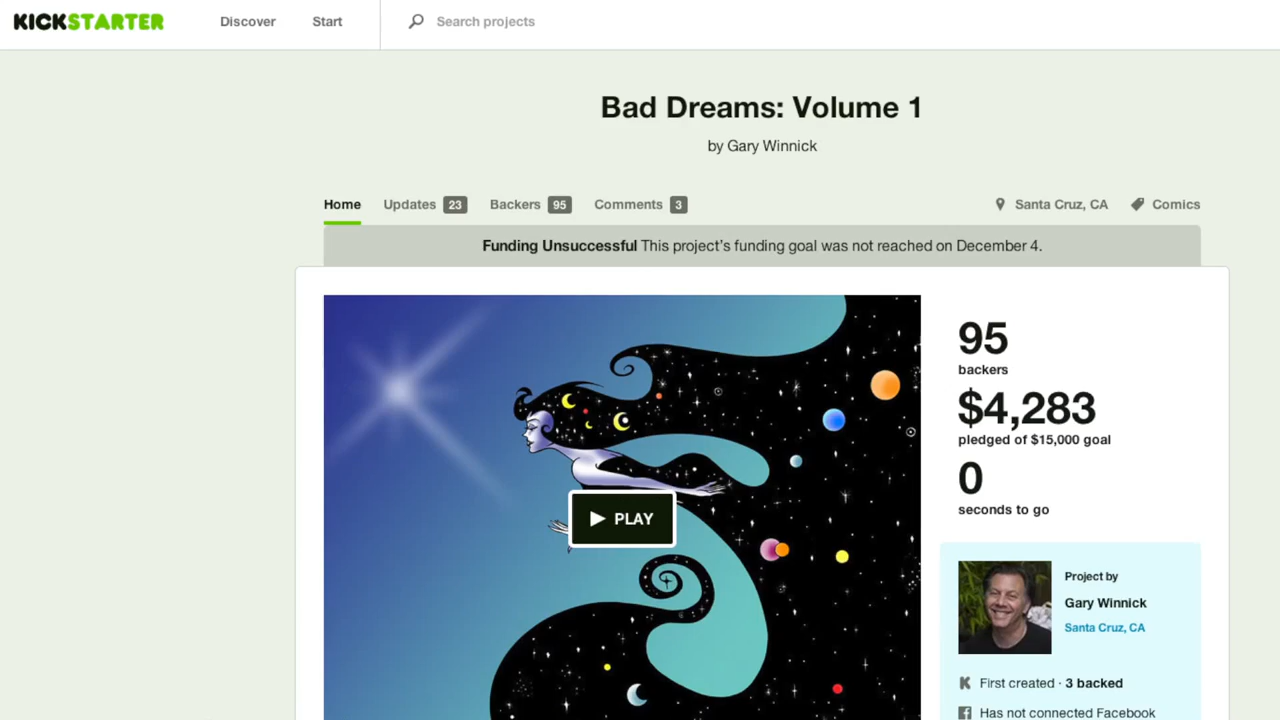 KICKSTARTER Discover Start Search projects
Bad Dreams: Volume 1
by Gary Winnick
Home Updates 23 Backers 95 Comments 3 Santa Cruz, CA Comics
Funding Unsuccessful This project's funding goal was not reached on December 4.
95
backers
$4,283
pledged of $15,000 goal
0
seconds to go
PLAY
Project by
Gary Winnick
Santa Cruz, CA
First created · 3 backed
Has not connected Facebook